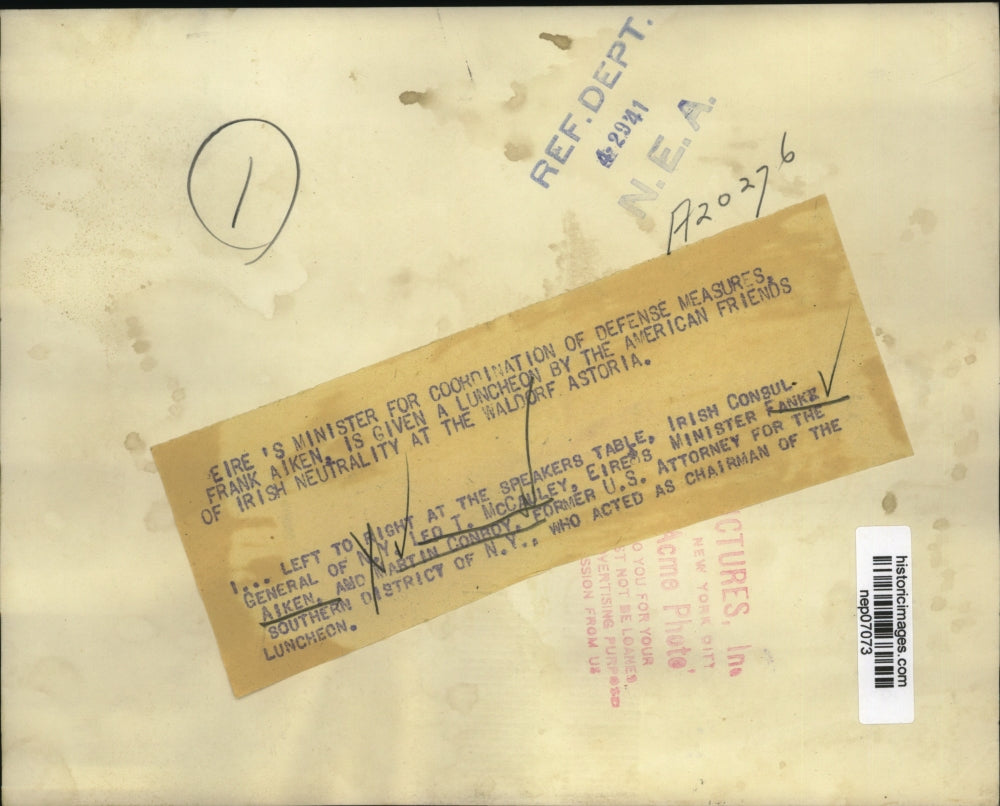 REF. DEPT.
4-29 41
N. E. A.
1
A20276
EIRE 'S MINISTER FOR COORDINATION OF DEFENSE MEASURES,
FRANK AIKEN, IS GIVEN A LUNCHEON BY THE AMERICAN FRIENDS
OF IRISH NEUTRALITY AT THE WALDORF ASTORIA.
1... LEFT TO RIGHT AT THE SPEAKERS TABLE, IRISH CONSUL-
GENERAL OF N.Y. LEO T. McCAULEY, EIRE'S MINISTER FANKR
AIKEN, AND MARTIN CONBOY, FORMER U.S. ATTORNEY FOR THE
SOUTHERN DISTRICT OF N.Y., WHO ACTED AS CHAIRMAN OF THE
LUNCHEON.
CTURES, Inc
NEW YORK CITY
Acme Photo
O YOU FOR YOUR
T NOT BE LOANED,
VERTISING PURPOSE
SSION FROM US
historicimages.com
nep07073